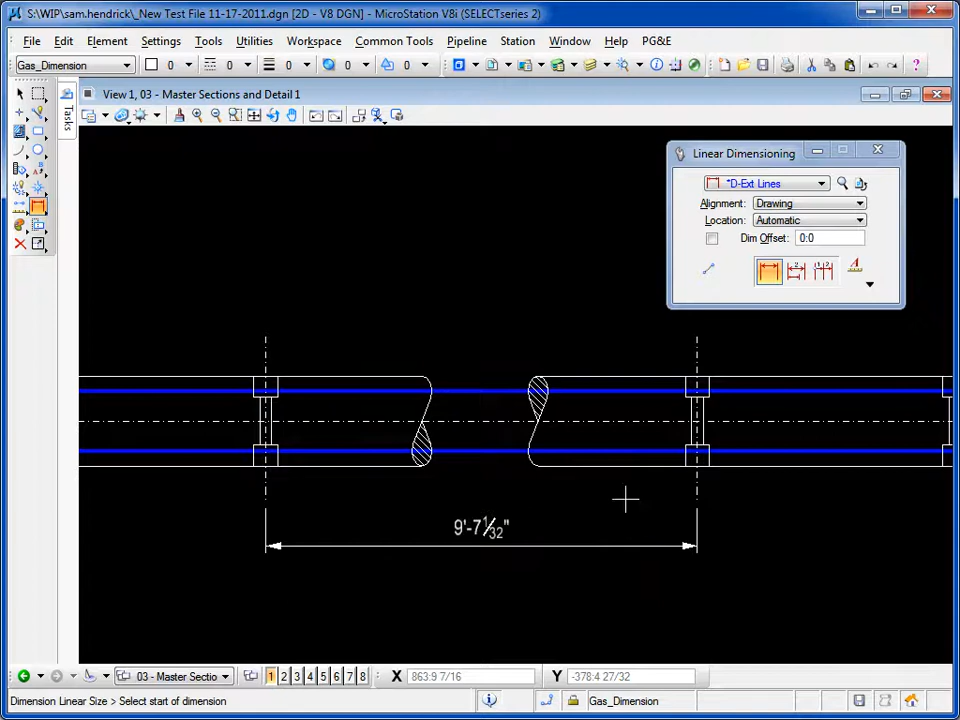 S:\WIP\sam.hendrick\_New Test File 11-17-2011.dgn [2D - V8 DGN] - MicroStation V8i (SELECTseries 2)
File Edit Element Settings Tools Utilities Workspace Common Tools Pipeline Station Window Help PG&E
Gas_Dimension 0 0 0 0 0
View 1, 03 - Master Sections and Detail 1
Tasks
Linear Dimensioning
*D-Ext Lines
Alignment: Drawing
Location: Automatic
Dim Offset: 0:0
9'-7 1/32"
03 - Master Sectio 1 2 3 4 5 6 7 8 X 863:9 7/16 Y -378:4 27/32
Dimension Linear Size > Select start of dimension Gas_Dimension